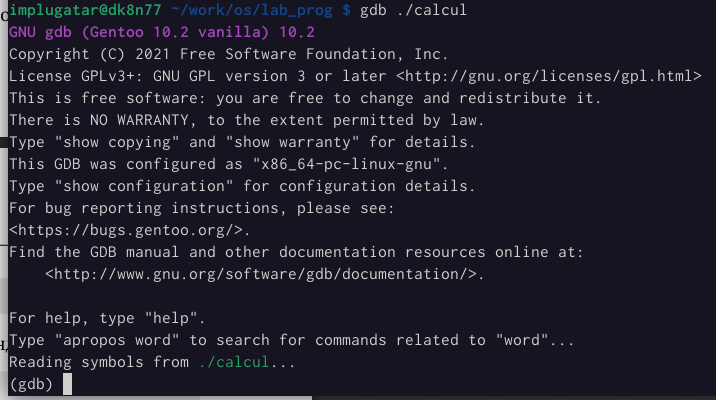 implugatar@dk8n77 ~/work/os/lab_prog $ gdb ./calcul
GNU gdb (Gentoo 10.2 vanilla) 10.2
Copyright (C) 2021 Free Software Foundation, Inc.
License GPLv3+: GNU GPL version 3 or later <http://gnu.org/licenses/gpl.html>
This is free software: you are free to change and redistribute it.
There is NO WARRANTY, to the extent permitted by law.
Type "show copying" and "show warranty" for details.
This GDB was configured as "x86_64-pc-linux-gnu".
Type "show configuration" for configuration details.
For bug reporting instructions, please see:
<https://bugs.gentoo.org/>.
Find the GDB manual and other documentation resources online at:
    <http://www.gnu.org/software/gdb/documentation/>.

For help, type "help".
Type "apropos word" to search for commands related to "word"...
Reading symbols from ./calcul...
(gdb)